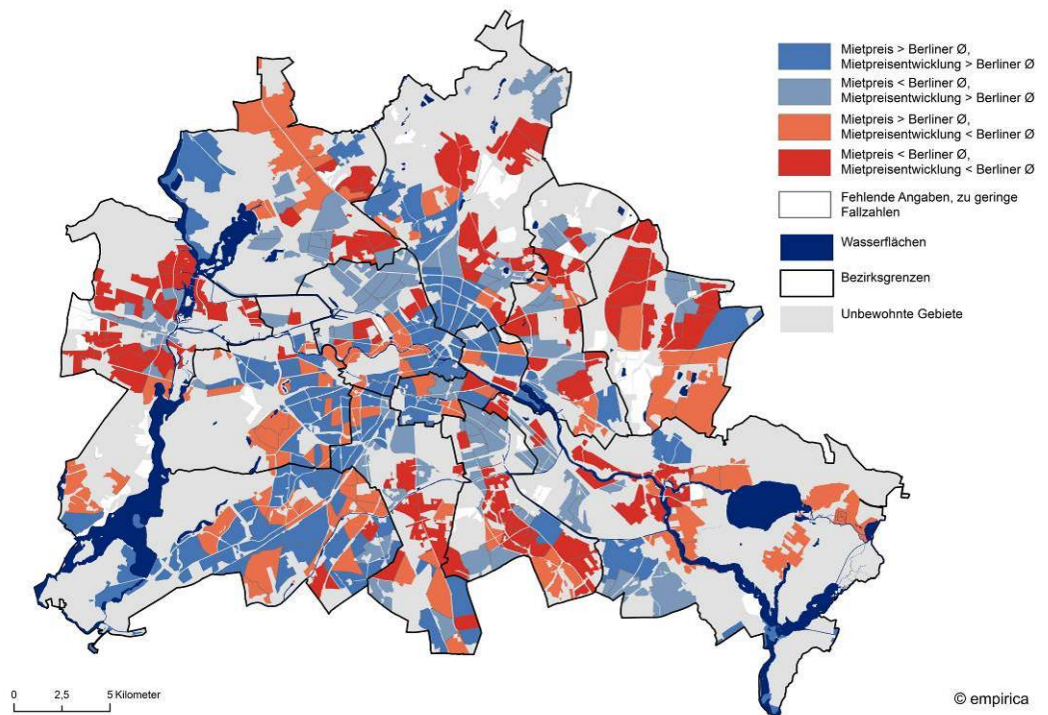 Mietpreis > Berliner Ø,
Mietpreisentwicklung > Berliner Ø
Mietpreis < Berliner Ø,
Mietpreisentwicklung > Berliner Ø
Mietpreis > Berliner Ø,
Mietpreisentwicklung < Berliner Ø
Mietpreis < Berliner Ø,
Mietpreisentwicklung < Berliner Ø
Fehlende Angaben, zu geringe
Fallzahlen
Wasserflächen
Bezirksgrenzen
Unbewohnte Gebiete
0 2,5 5 Kilometer
© empirica